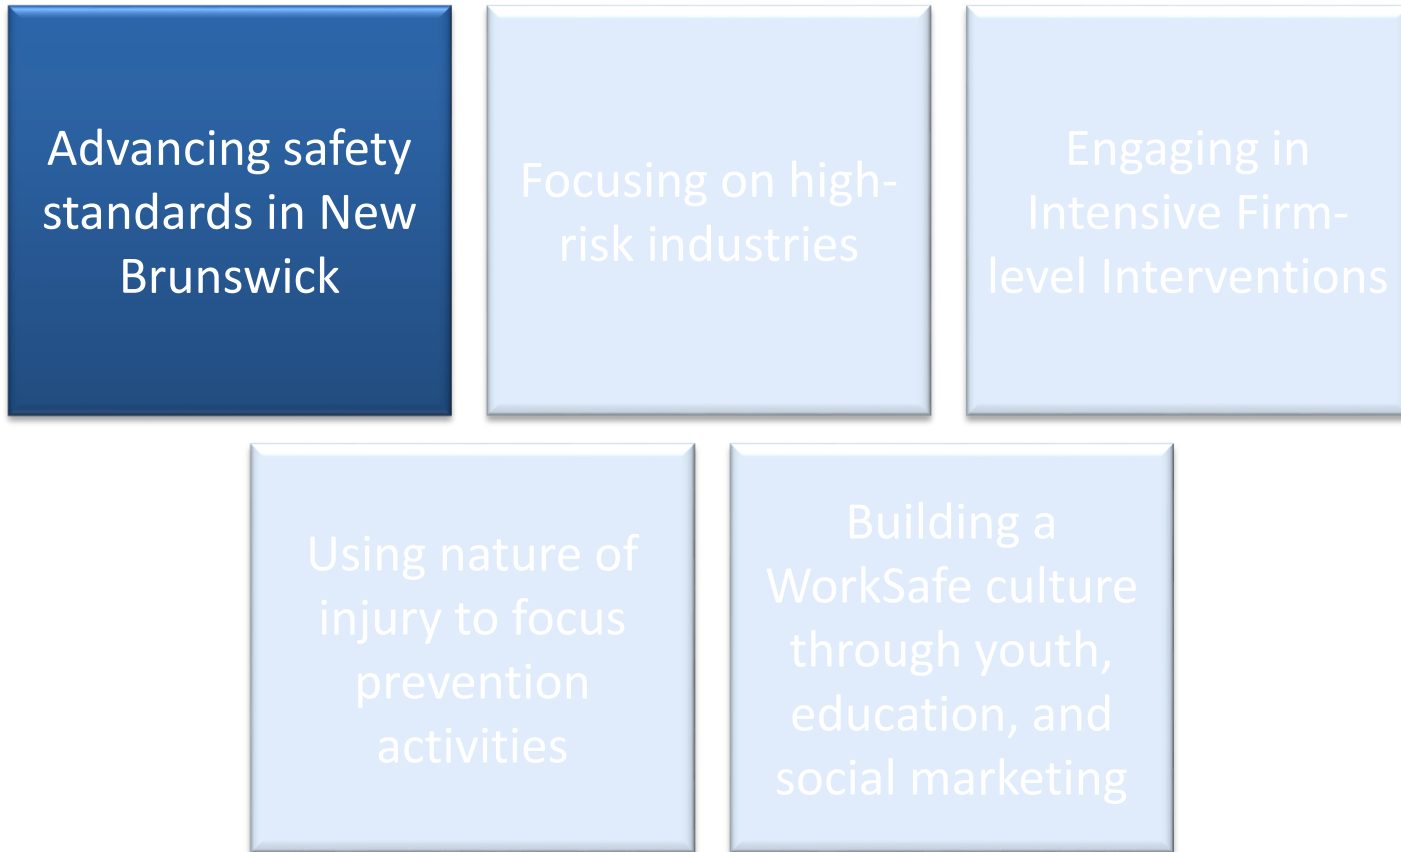 Advancing safety
standards in New
Brunswick
Focusing on high-
risk industries
Engaging in
Intensive Firm-
level Interventions
Using nature of
injury to focus
prevention
activities
Building a
WorkSafe culture
through youth,
education, and
social marketing